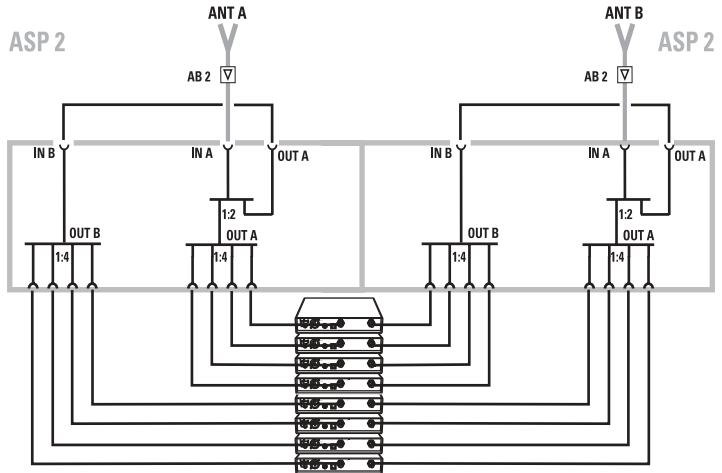 ANT A
ANT B
ASP 2
ASP 2
AB 2
AB 2
IN B
IN A
OUT A
IN B
IN A
OUT A
1:2
1:2
OUT B
OUT A
OUT B
OUT A
1:4
1:4
1:4
1:4